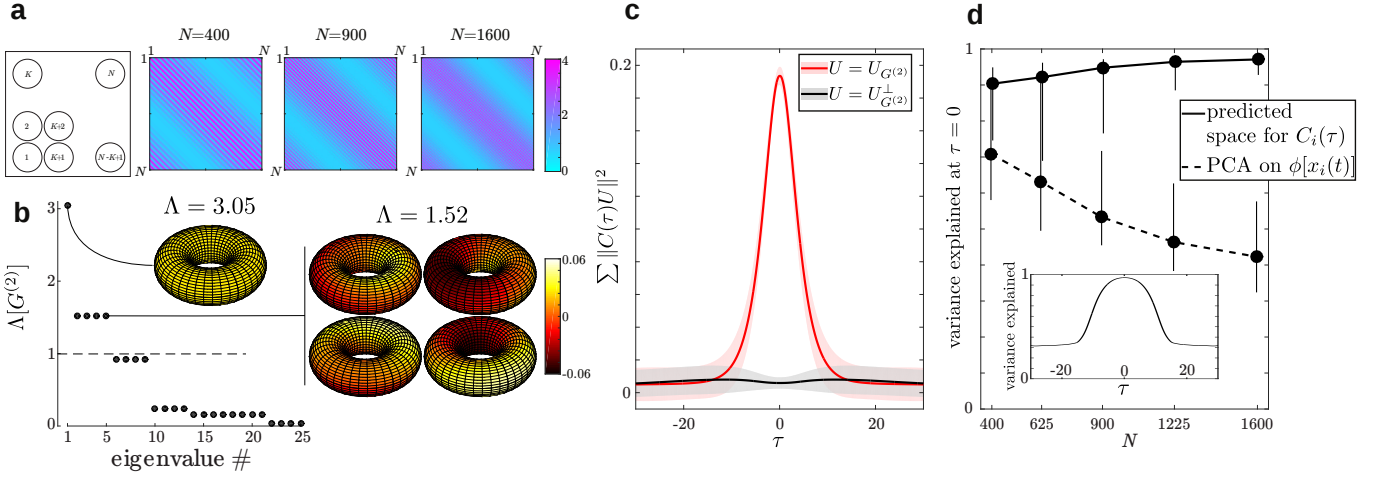 a
N=400
N=900
N=1600
1
N
1
N
1
N
1
N
K
N
2
K+2
1
K+1
N-K+1
4
2
0
b
Λ[G⁽²⁾]
3
2
1
0
1
5
10
15
20
25
eigenvalue #
Λ = 3.05
Λ = 1.52
0.06
0
-0.06
c
∑ ||C(τ)U||²
0.2
0
-20
0
20
τ
U = U_{G⁽²⁾}
U = U^⊥_{G⁽²⁾}
d
variance explained at τ = 0
1
0
400
625
900
1225
1600
N
predicted
space for C_i(τ)
PCA on ϕ[x_i(t)]
variance explained
1
0
-20
0
20
τ